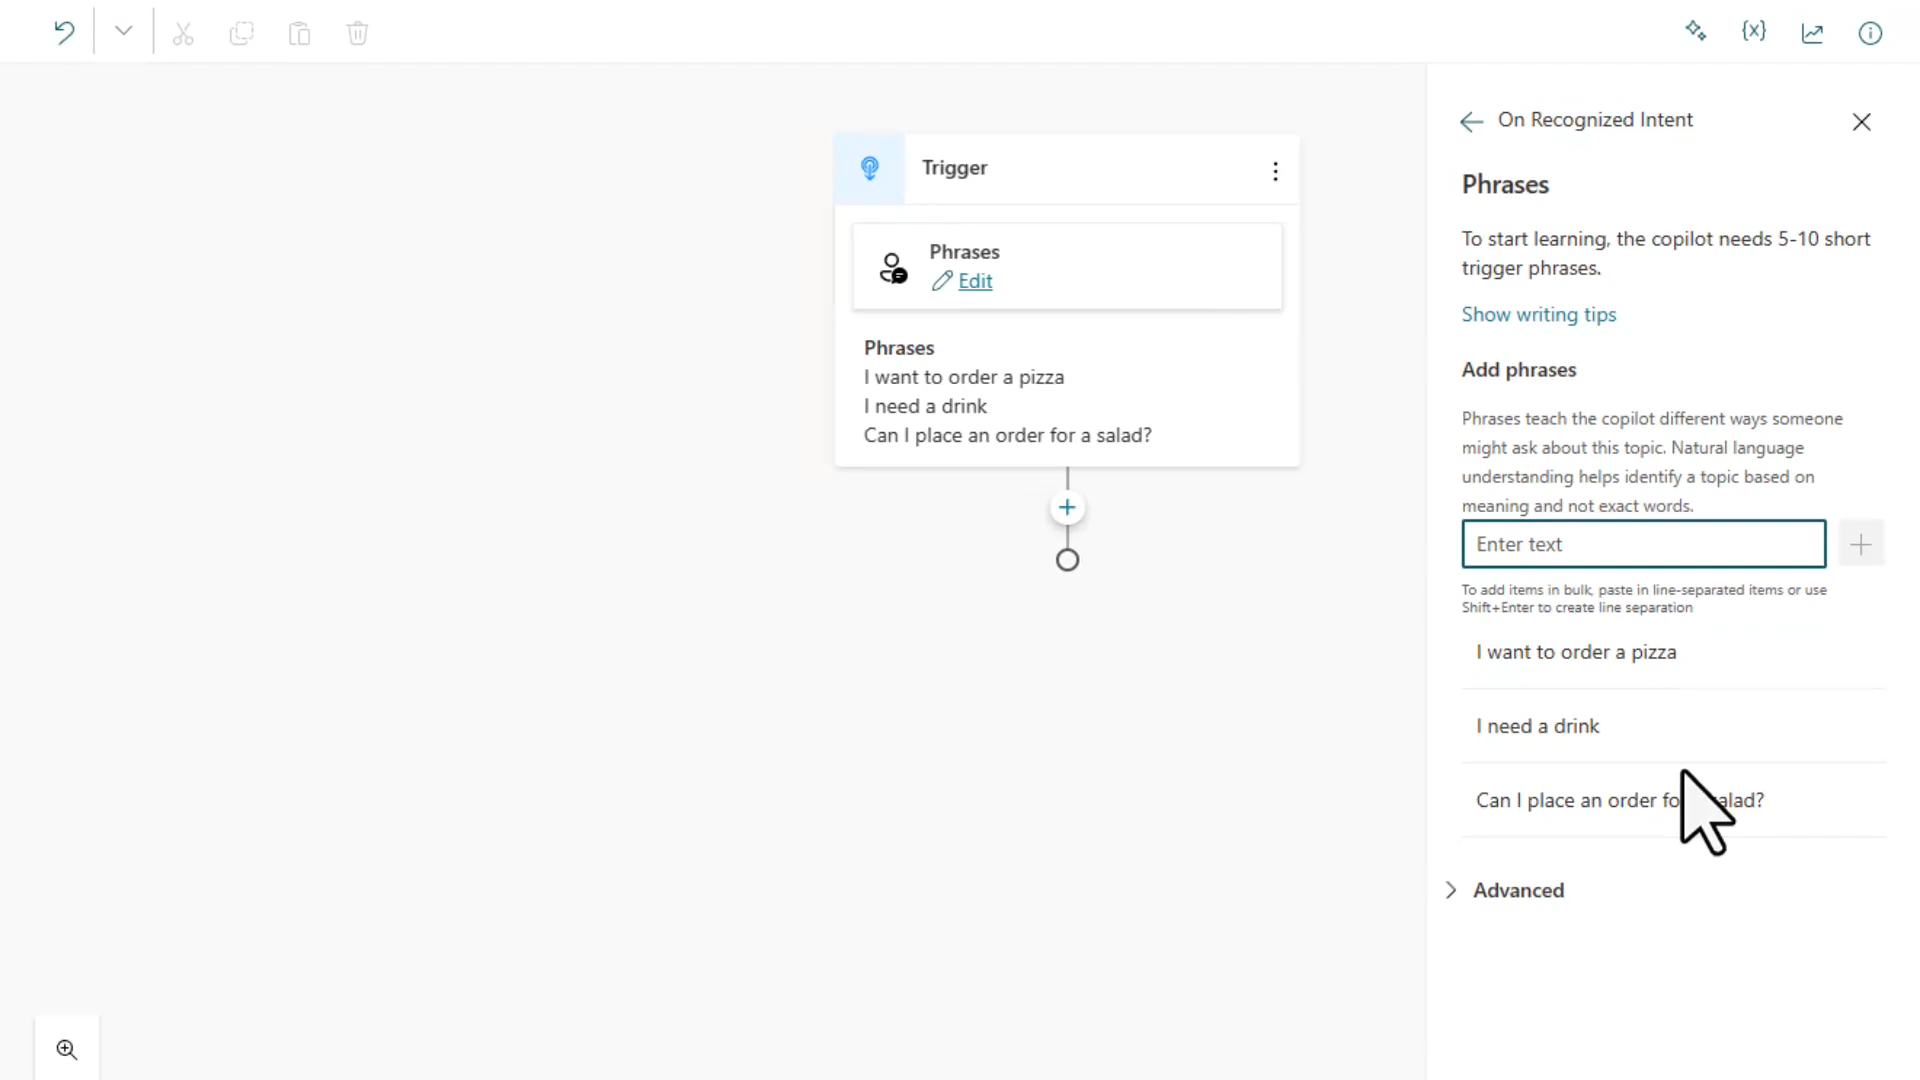 {x}
Trigger
Phrases
Edit
Phrases
I want to order a pizza
I need a drink
Can I place an order for a salad?
On Recognized Intent
Phrases
To start learning, the copilot needs 5-10 short
trigger phrases.
Show writing tips
Add phrases
Phrases teach the copilot different ways someone
might ask about this topic. Natural language
understanding helps identify a topic based on
meaning and not exact words.
Enter text
To add items in bulk, paste in line-separated items or use
Shift+Enter to create line separation
I want to order a pizza
I need a drink
Can I place an order for a salad?
Advanced